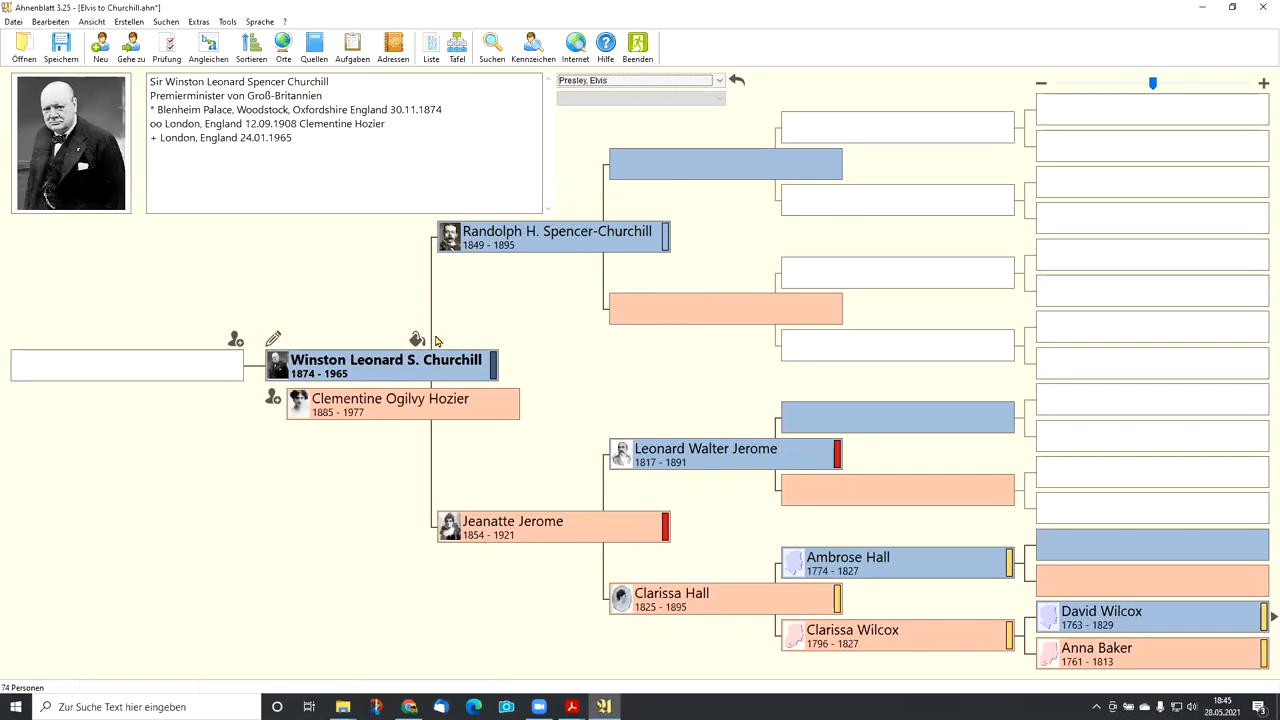 Ahnenblatt 3.25 - [Elvis to Churchill.ahn*]
Datei Bearbeiten Ansicht Erstellen Suchen Extras Tools Sprache ?
Öffnen Speichern Neu Gehe zu Prüfung Angleichen Sortieren Orte Quellen Aufgaben Adressen Liste Tafel Suchen Kennzeichen Internet Hilfe Beenden
Sir Winston Leonard Spencer Churchill
Premierminister von Groß-Britannien
* Blenheim Palace, Woodstock, Oxfordshire England 30.11.1874
oo London, England 12.09.1908 Clementine Hozier
+ London, England 24.01.1965
Presley, Elvis
Randolph H. Spencer-Churchill
1849 - 1895
Winston Leonard S. Churchill
1874 - 1965
Clementine Ogilvy Hozier
1885 - 1977
Leonard Walter Jerome
1817 - 1891
Jeanatte Jerome
1854 - 1921
Ambrose Hall
1774 - 1827
Clarissa Hall
1825 - 1895
David Wilcox
1763 - 1829
Clarissa Wilcox
1796 - 1827
Anna Baker
1761 - 1813
74 Personen
Zur Suche Text hier eingeben
18:45
28.05.2021